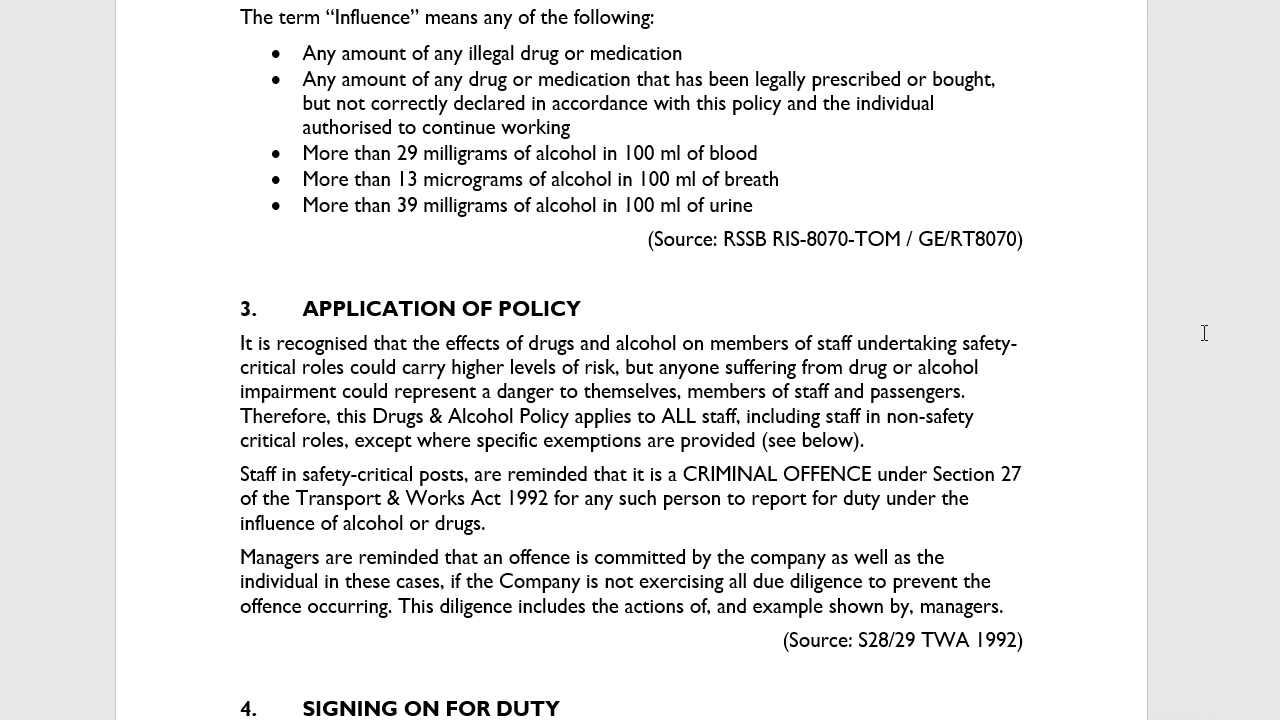 The term “Influence” means any of the following:
• Any amount of any illegal drug or medication
• Any amount of any drug or medication that has been legally prescribed or bought,
but not correctly declared in accordance with this policy and the individual
authorised to continue working
• More than 29 milligrams of alcohol in 100 ml of blood
• More than 13 micrograms of alcohol in 100 ml of breath
• More than 39 milligrams of alcohol in 100 ml of urine
(Source: RSSB RIS-8070-TOM / GE/RT8070)
3. APPLICATION OF POLICY
It is recognised that the effects of drugs and alcohol on members of staff undertaking safety-
critical roles could carry higher levels of risk, but anyone suffering from drug or alcohol
impairment could represent a danger to themselves, members of staff and passengers.
Therefore, this Drugs & Alcohol Policy applies to ALL staff, including staff in non-safety
critical roles, except where specific exemptions are provided (see below).
Staff in safety-critical posts, are reminded that it is a CRIMINAL OFFENCE under Section 27
of the Transport & Works Act 1992 for any such person to report for duty under the
influence of alcohol or drugs.
Managers are reminded that an offence is committed by the company as well as the
individual in these cases, if the Company is not exercising all due diligence to prevent the
offence occurring. This diligence includes the actions of, and example shown by, managers.
(Source: S28/29 TWA 1992)
4. SIGNING ON FOR DUTY